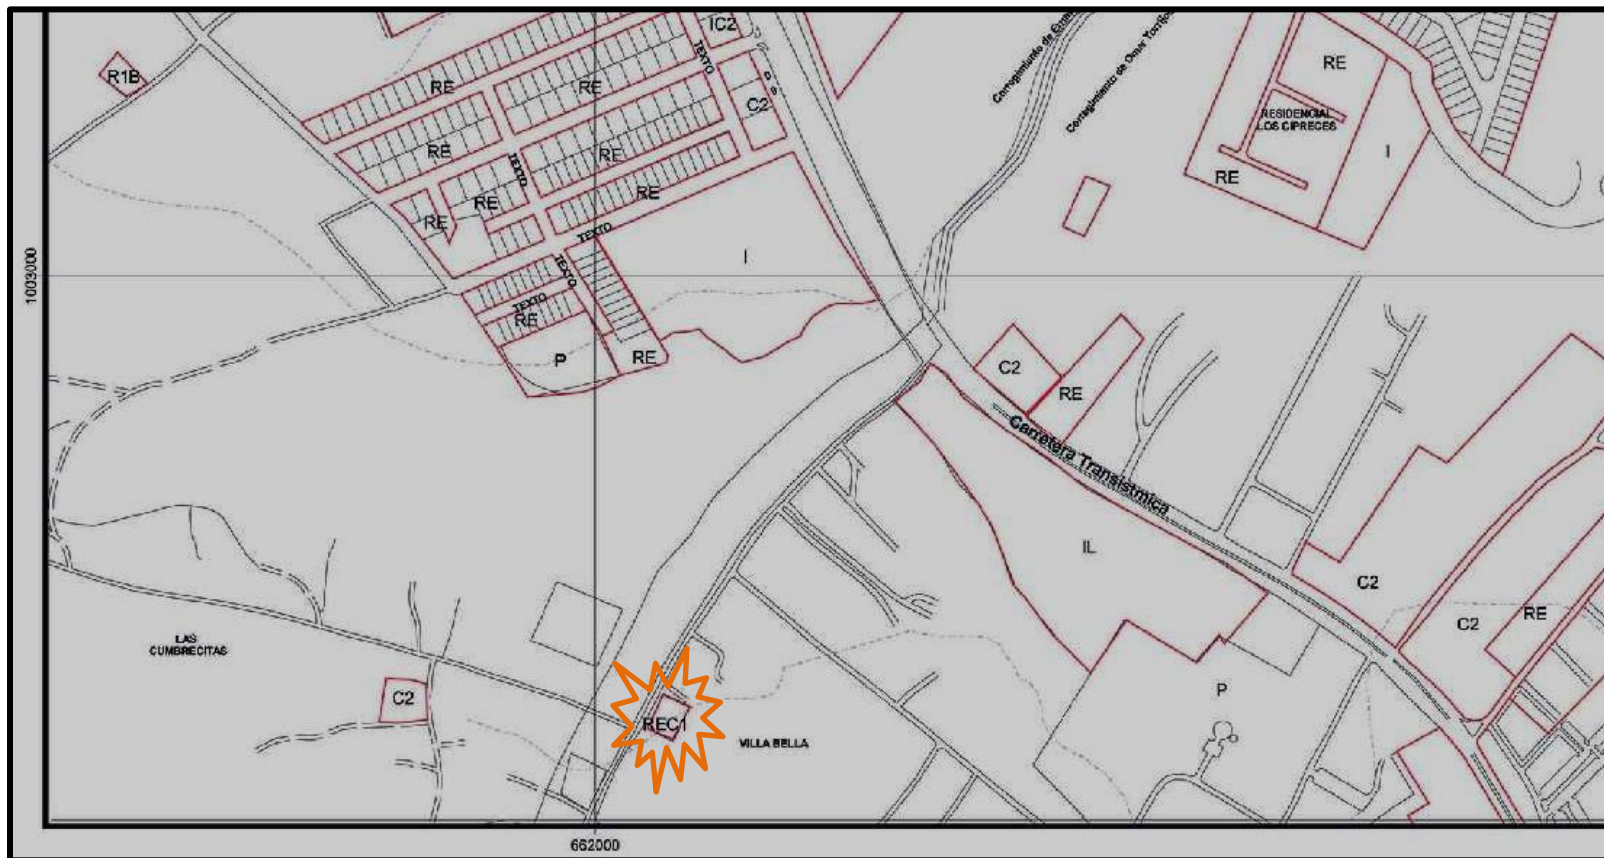 IC2
R1B
RE
RE
TEXTO
C2
RE
RESIDENCIAL
LOS CIPRECES
Corregimiento de Omar Torrijos
RE
RE
TEXTO
I
RE
RE
RE
RE
TEXTO
I
TEXTO
1003000
TEXTO
RE
P
RE
C2
RE
Carretera Transistmica
IL
C2
C2
RE
LAS
CUMBRECITAS
C2
REC1
VILLA BELLA
P
C2
662000